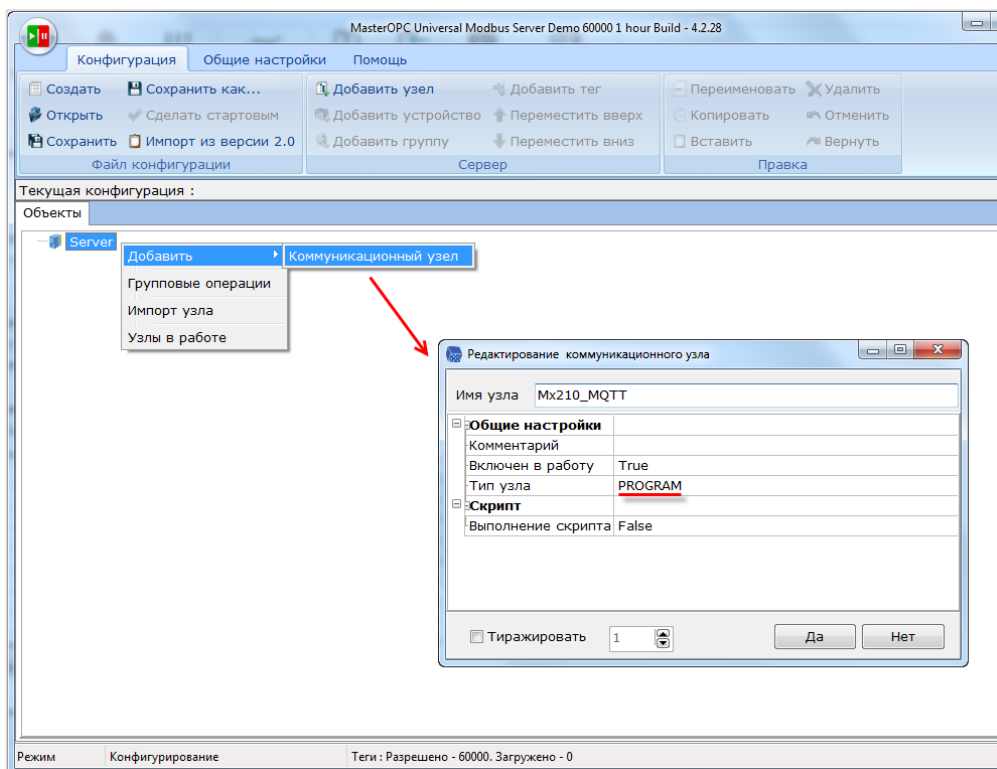 MasterOPC Universal Modbus Server Demo 60000 1 hour Build - 4.2.28
Конфигурация Общие настройки Помощь
Создать Сохранить как... Добавить узел Добавить тег Переименовать Удалить
Открыть Сделать стартовым Добавить устройство Переместить вверх Копировать Отменить
Сохранить Импорт из версии 2.0 Добавить группу Переместить вниз Вставить Вернуть
Файл конфигурации Сервер Правка
Текущая конфигурация :
Объекты
Server
Добавить Коммуникационный узел
Групповые операции
Импорт узла
Узлы в работе
Редактирование коммуникационного узла
Имя узла Mx210_MQTT
Общие настройки
Комментарий
Включен в работу True
Тип узла PROGRAM
Скрипт
Выполнение скрипта False
Тиражировать 1 Да Нет
Режим Конфигурирование Теги : Разрешено - 60000. Загружено - 0